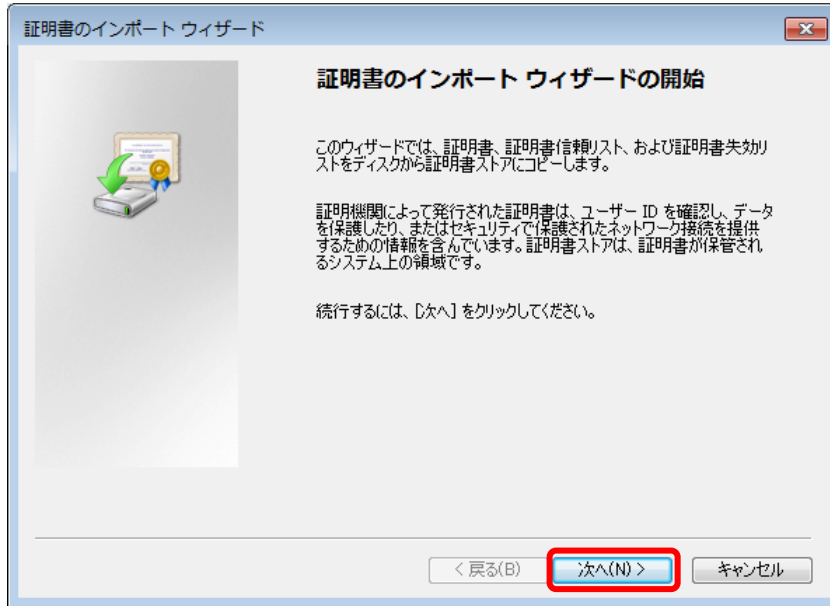 証明書のインポート ウィザード
証明書のインポート ウィザードの開始
このウィザードでは、証明書、証明書信頼リスト、および証明書失効リ
ストをディスクから証明書ストアにコピーします。
証明機関によって発行された証明書は、ユーザー ID を確認し、データ
を保護したり、またはセキュリティで保護されたネットワーク接続を提供
するための情報を含んでいます。証明書ストアは、証明書が保管され
るシステム上の領域です。
続行するには、[次へ] をクリックしてください。
< 戻る(B)
次へ(N) >
キャンセル